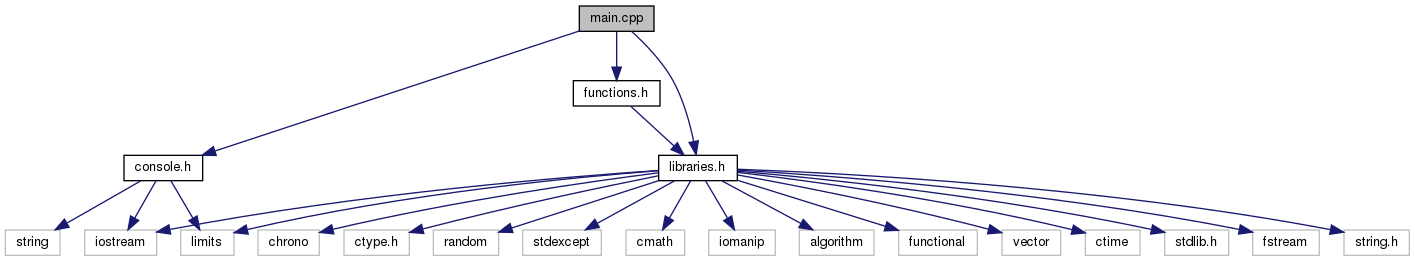 main.cpp
functions.h
console.h
libraries.h
string
iostream
limits
chrono
ctype.h
random
stdexcept
cmath
iomanip
algorithm
functional
vector
ctime
stdlib.h
fstream
string.h